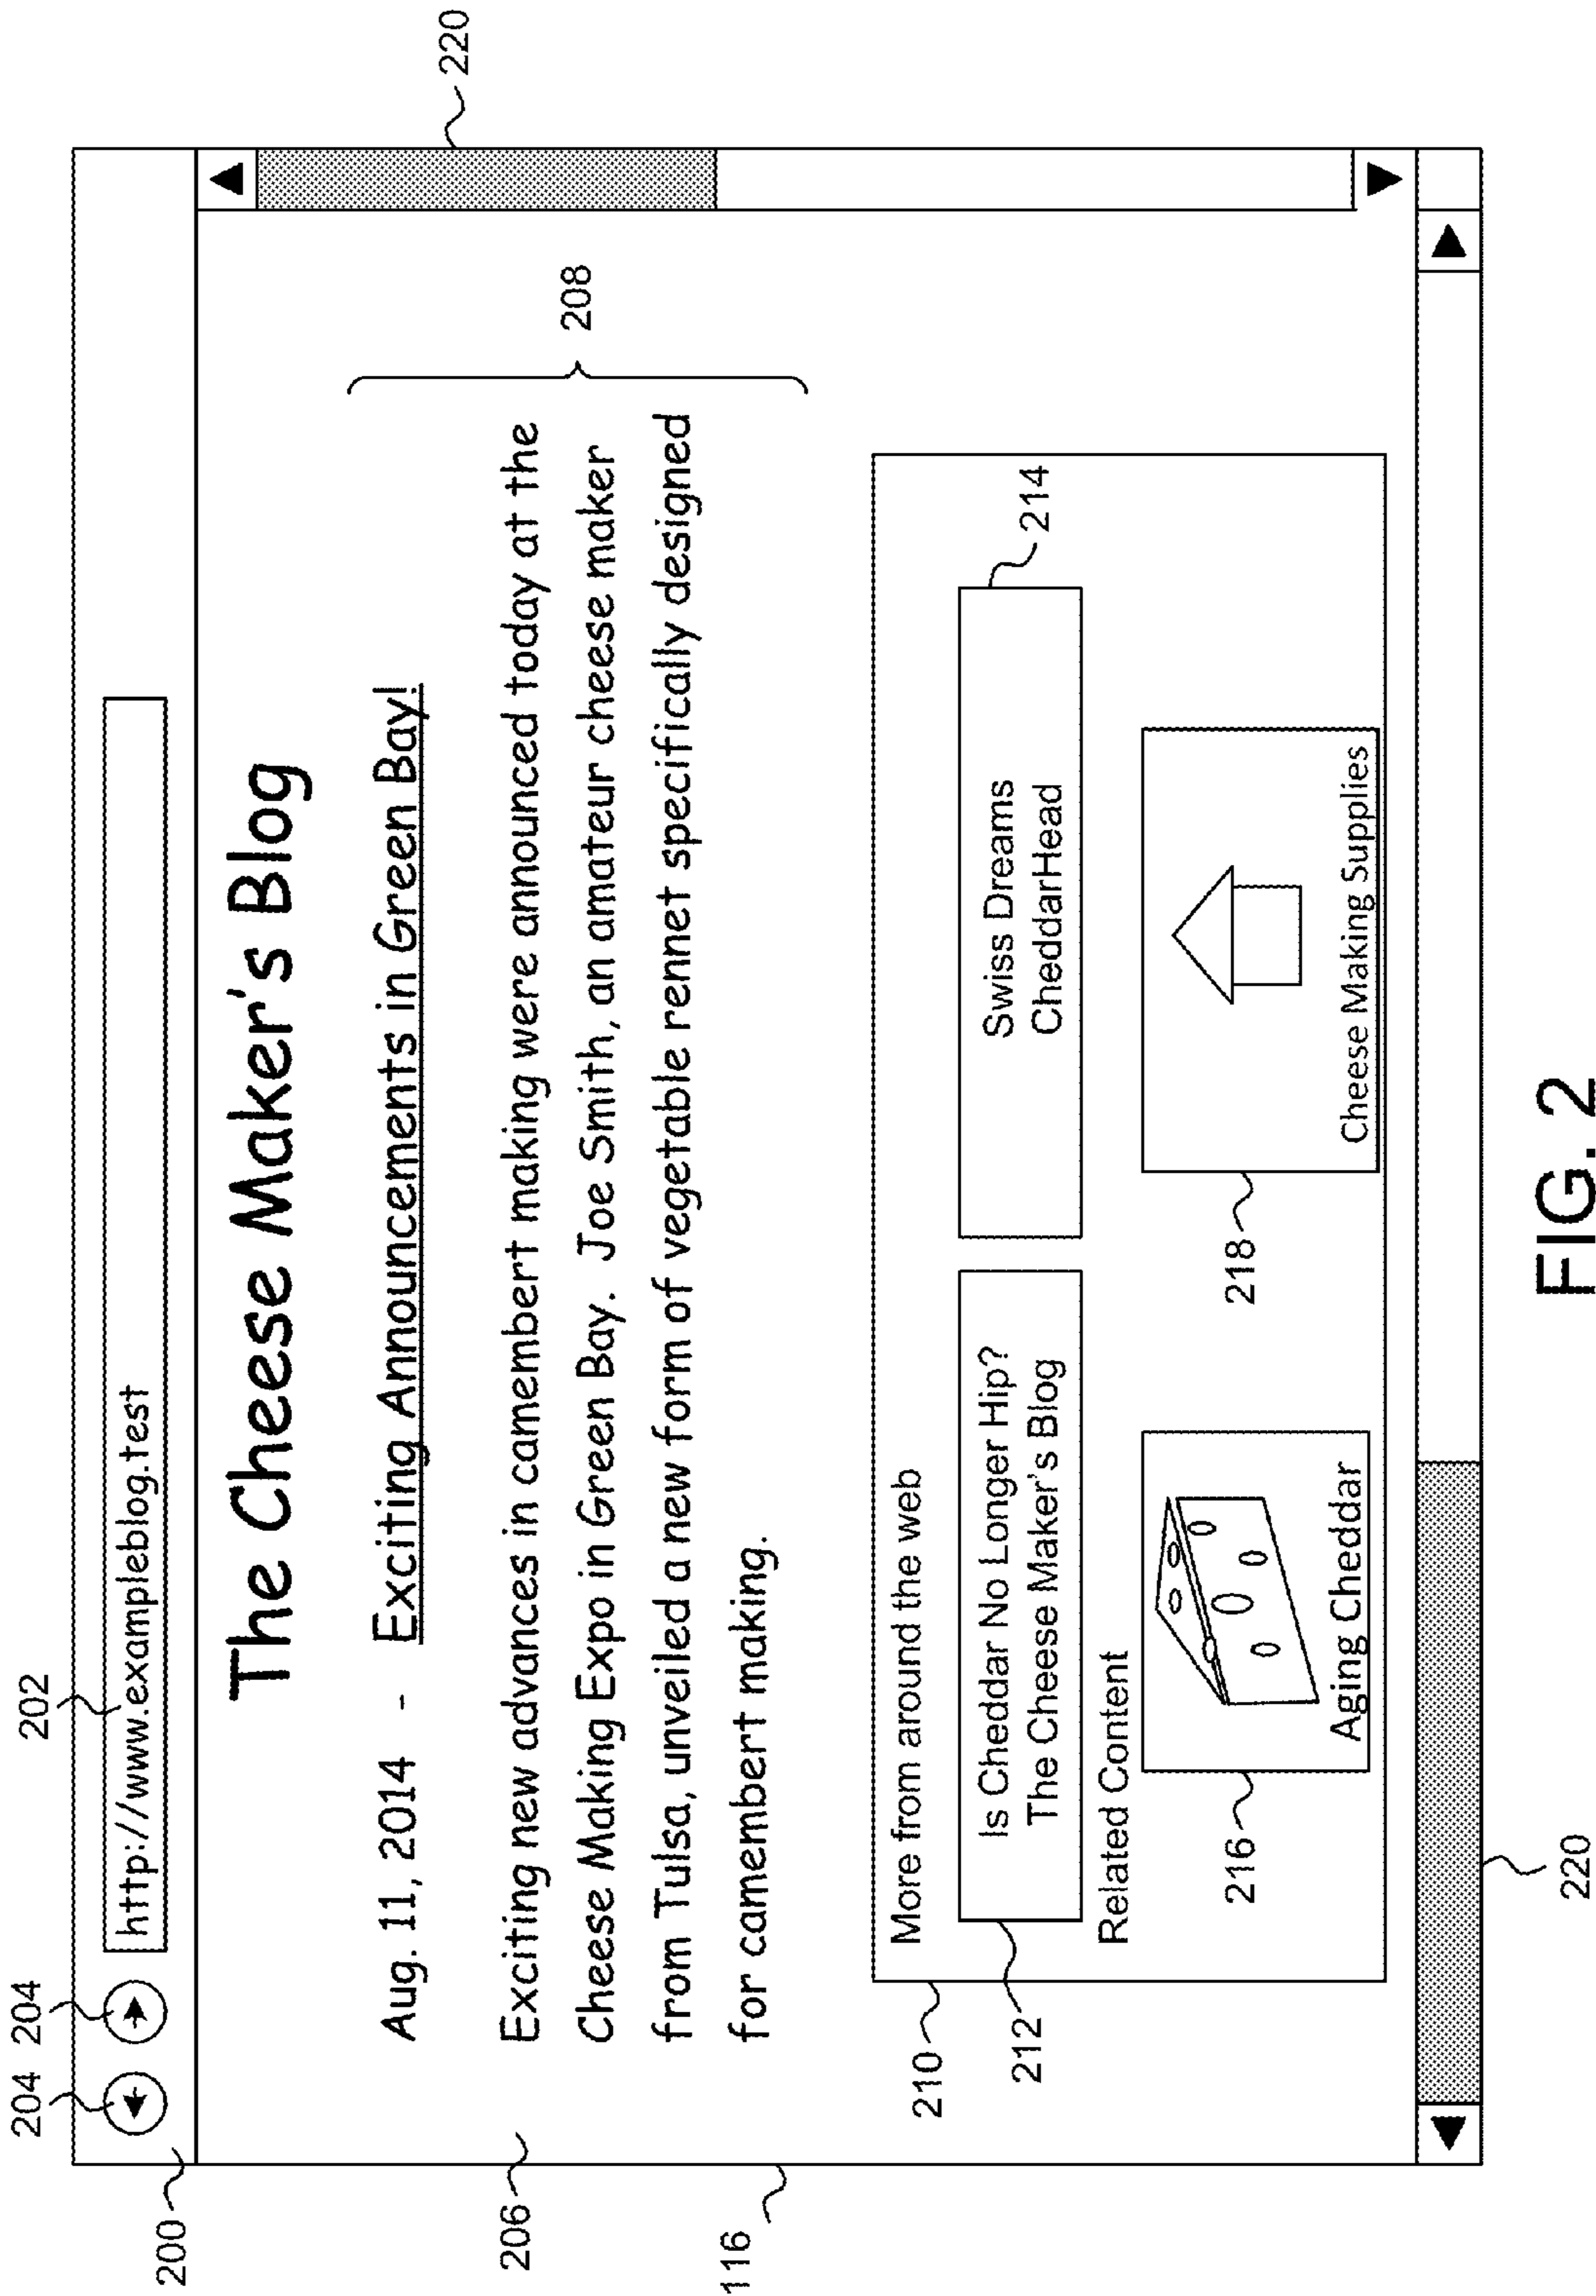 204
204
202
200
http://www.exampleblog.test
The Cheese Maker's Blog
220
Aug. 11, 2014 - Exciting Announcements in Green Bay!
208
206
Exciting new advances in camembert making were announced today at the
Cheese Making Expo in Green Bay. Joe Smith, an amateur cheese maker
from Tulsa, unveiled a new form of vegetable rennet specifically designed
for camembert making.
116
210
More from around the web
212
Is Cheddar No Longer Hip?
The Cheese Maker's Blog
Swiss Dreams
CheddarHead
214
Related Content
216
Aging Cheddar
218
Cheese Making Supplies
220
FIG. 2